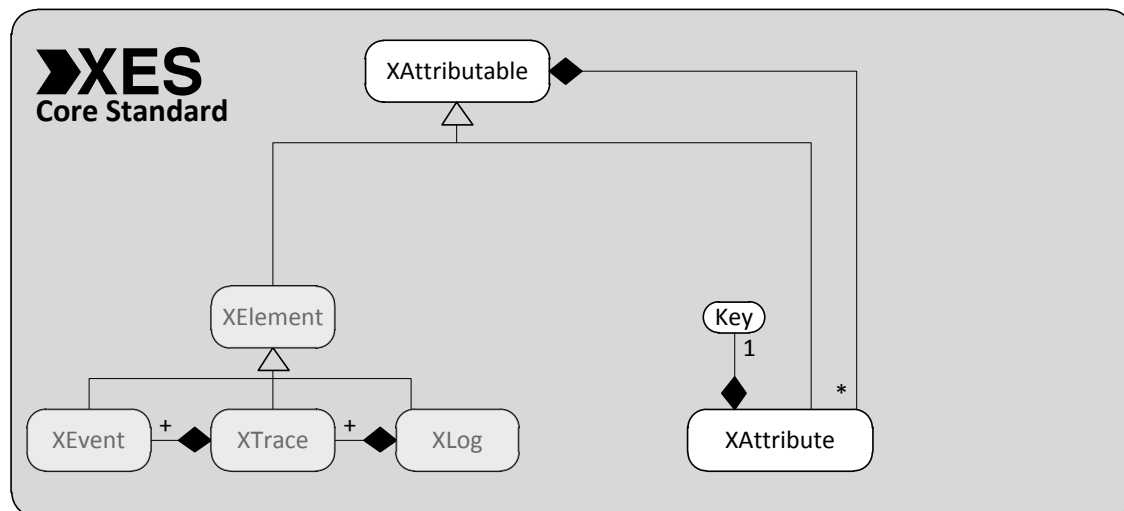 XES
Core Standard
XAttributable
XElement
Key
1
*
XEvent
+
XTrace
+
XLog
XAttribute